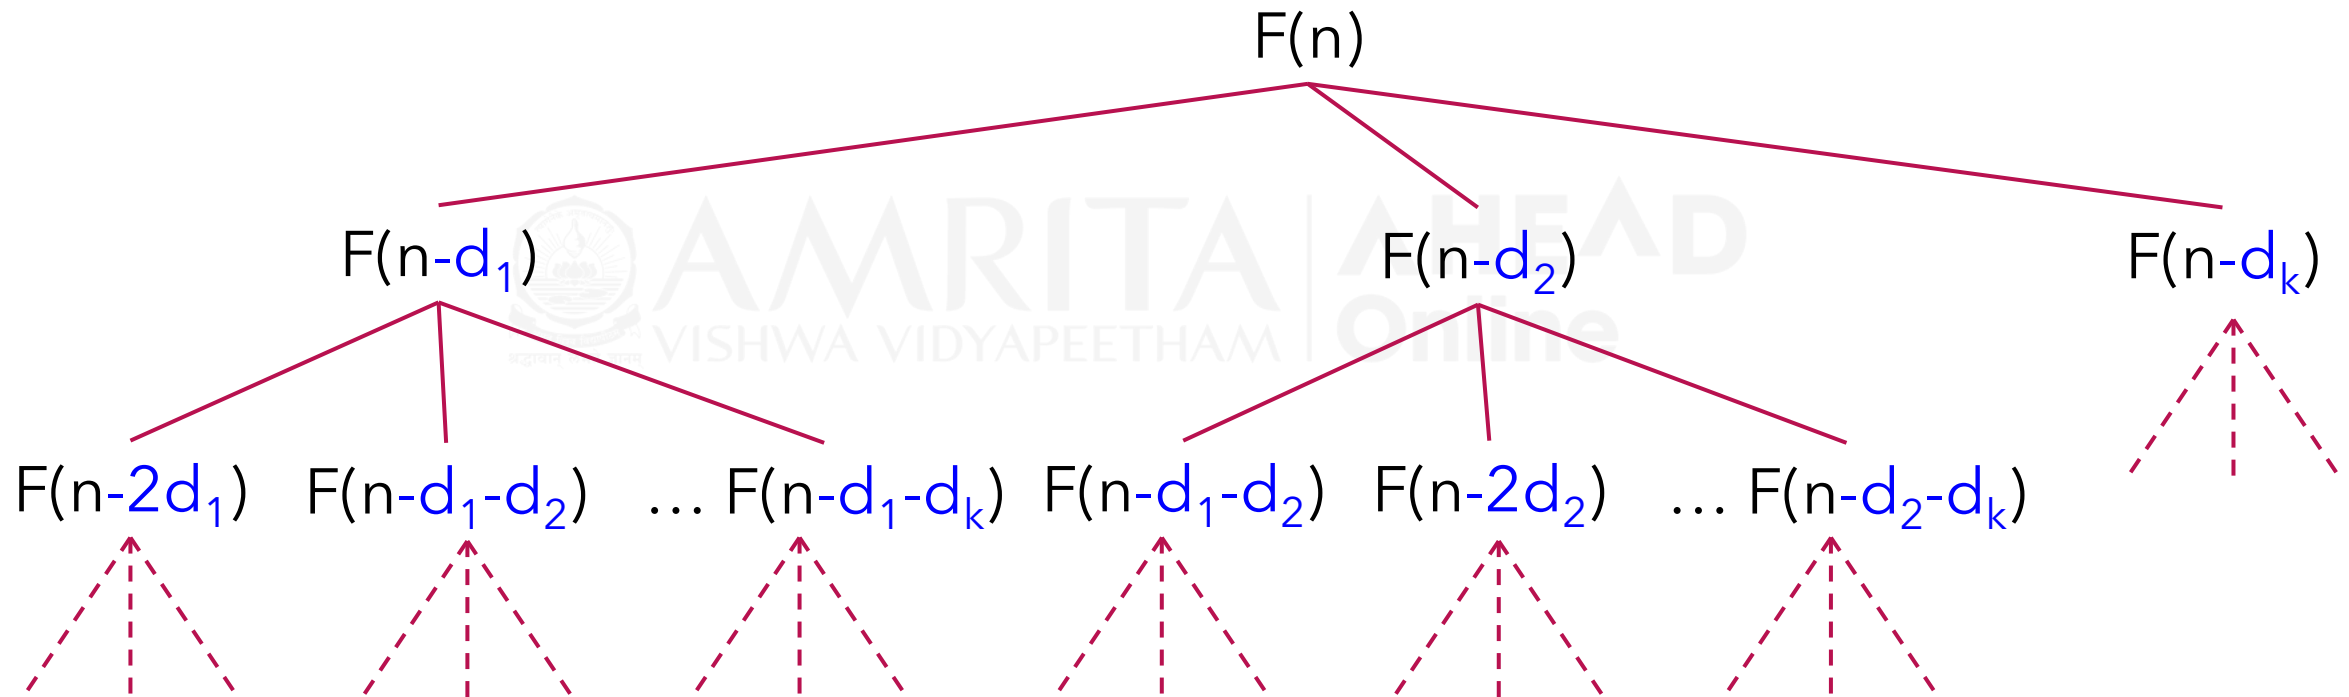 F(n)
F(n-d₁) F(n-d₂) F(n-dₖ)
AMRITA AHEAD
VISHWA VIDYAPEETHAM Online
F(n-2d₁) F(n-d₁-d₂) ... F(n-d₁-dₖ) F(n-d₁-d₂) F(n-2d₂) ... F(n-d₂-dₖ)